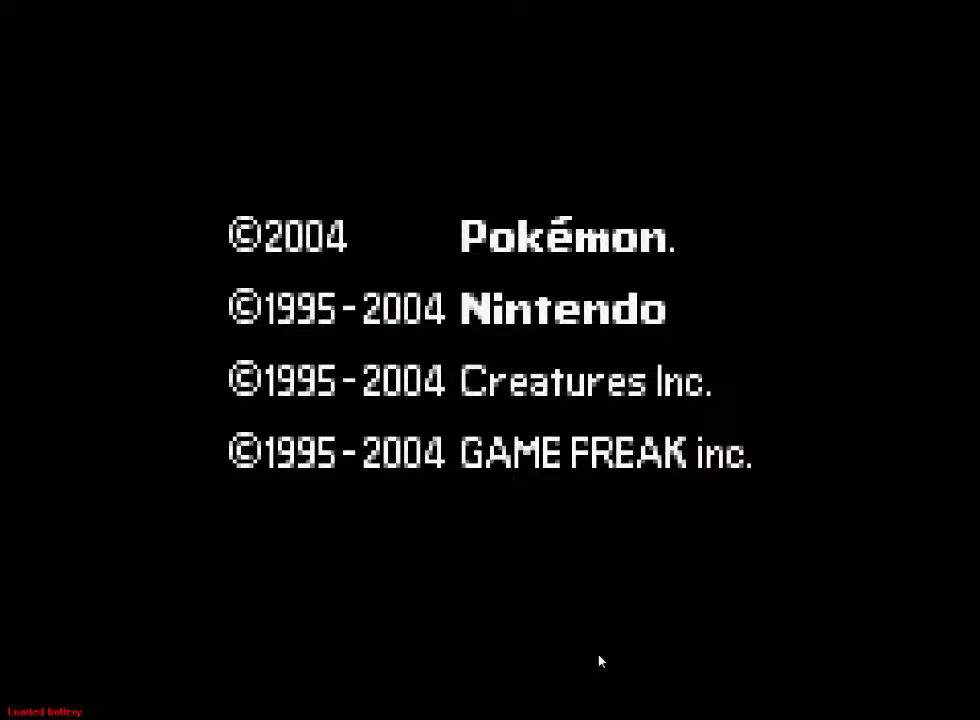 ©2004 Pokémon.
©1995-2004 Nintendo
©1995-2004 Creatures Inc.
©1995-2004 GAME FREAK inc.
Loaded battery